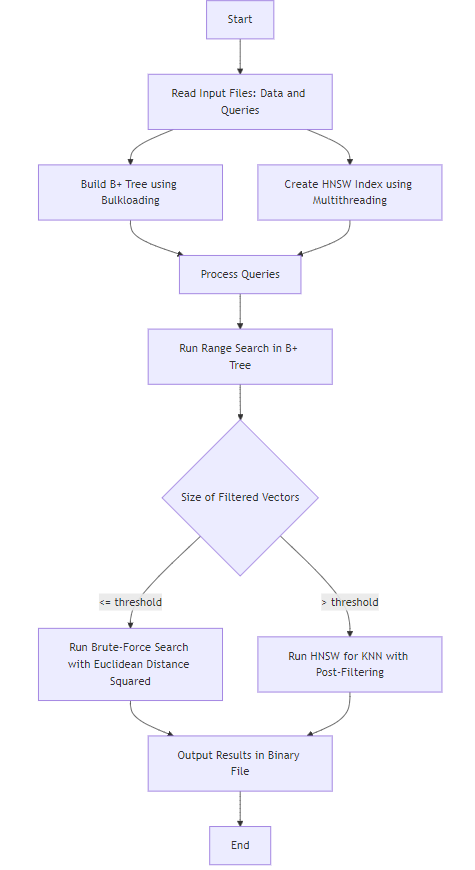 Start
Read Input Files: Data and
Queries
Build B+ Tree using
Bulkloading
Create HNSW Index using
Multithreading
Process Queries
Run Range Search in B+
Tree
Size of Filtered Vectors
<= threshold
> threshold
Run Brute-Force Search
with Euclidean Distance
Squared
Run HNSW for KNN with
Post-Filtering
Output Results in Binary
File
End